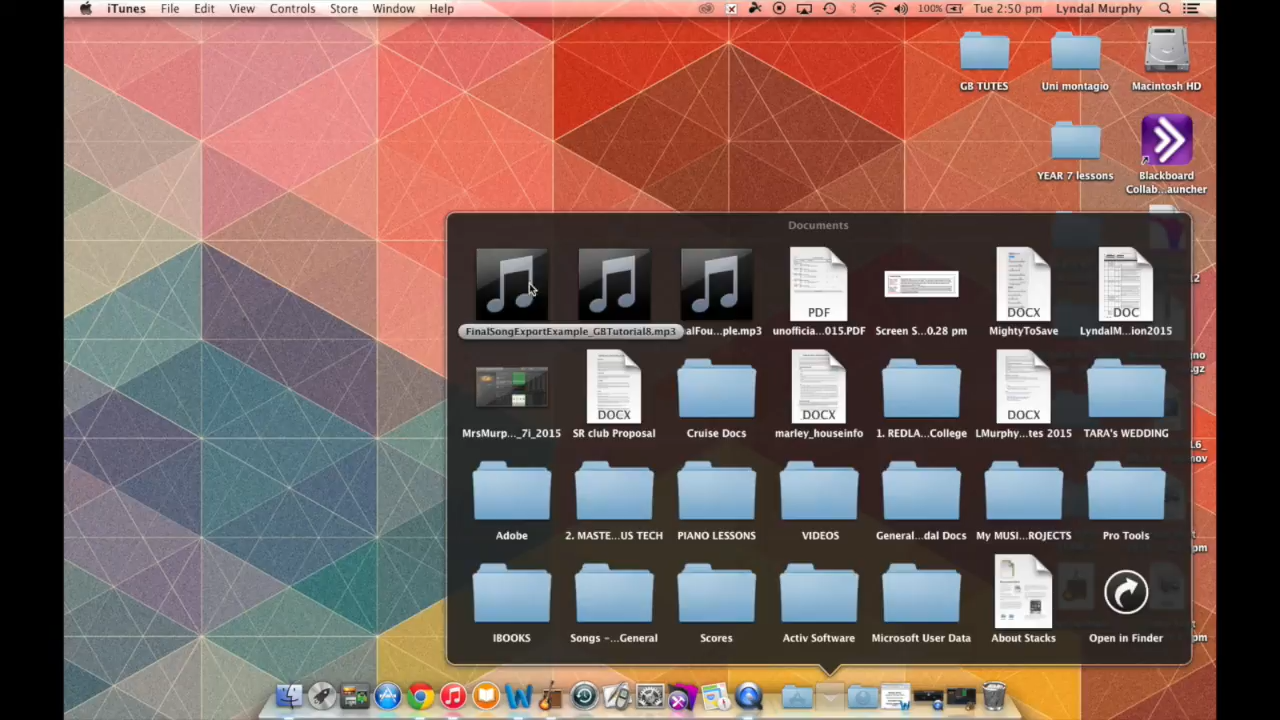 iTunes File Edit View Controls Store Window Help 100% Tue 2:50 pm Lyndal Murphy
GB TUTES Uni montagio Macintosh HD
YEAR 7 lessons Blackboard
Collab...auncher
Documents
PDF DOCX DOC
FinalSongExportExample_GBTutorial8.mp3 alFou...ple.mp3 unofficia...015.PDF Screen S...0.28 pm MightyToSave LyndalM...ion2015
DOCX DOCX DOCX
MrsMurp..._7i_2015 SR club Proposal Cruise Docs marley_houseinfo 1. REDLA...College LMurphy...tes 2015 TARA's WEDDING
Adobe 2. MASTE...US TECH PIANO LESSONS VIDEOS General...dal Docs My MUSI...ROJECTS Pro Tools
IBOOKS Songs -...General Scores Activ Software Microsoft User Data About Stacks Open in Finder